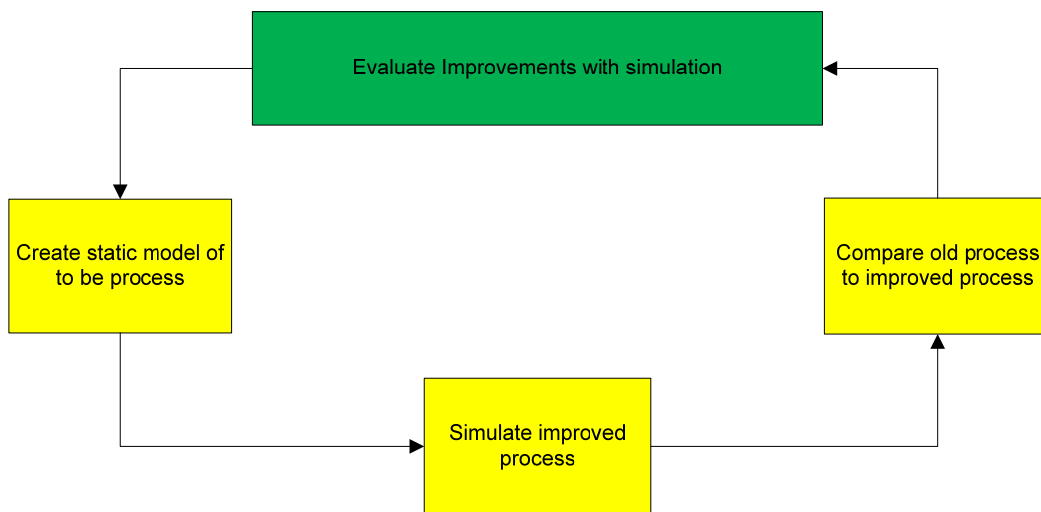 Evaluate Improvements with simulation
Create static model of
to be process
Compare old process
to improved process
Simulate improved
process